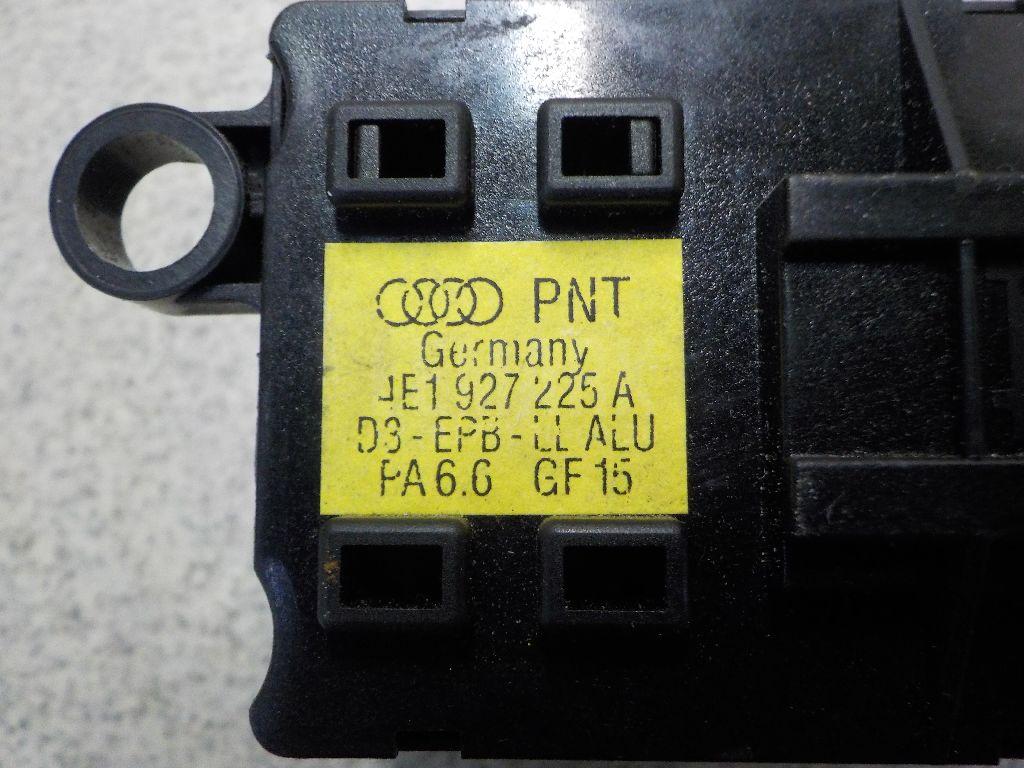 PNT
Germany
4E1 927 225 A
D3-EPB-LL ALU
PA6.6 GF15